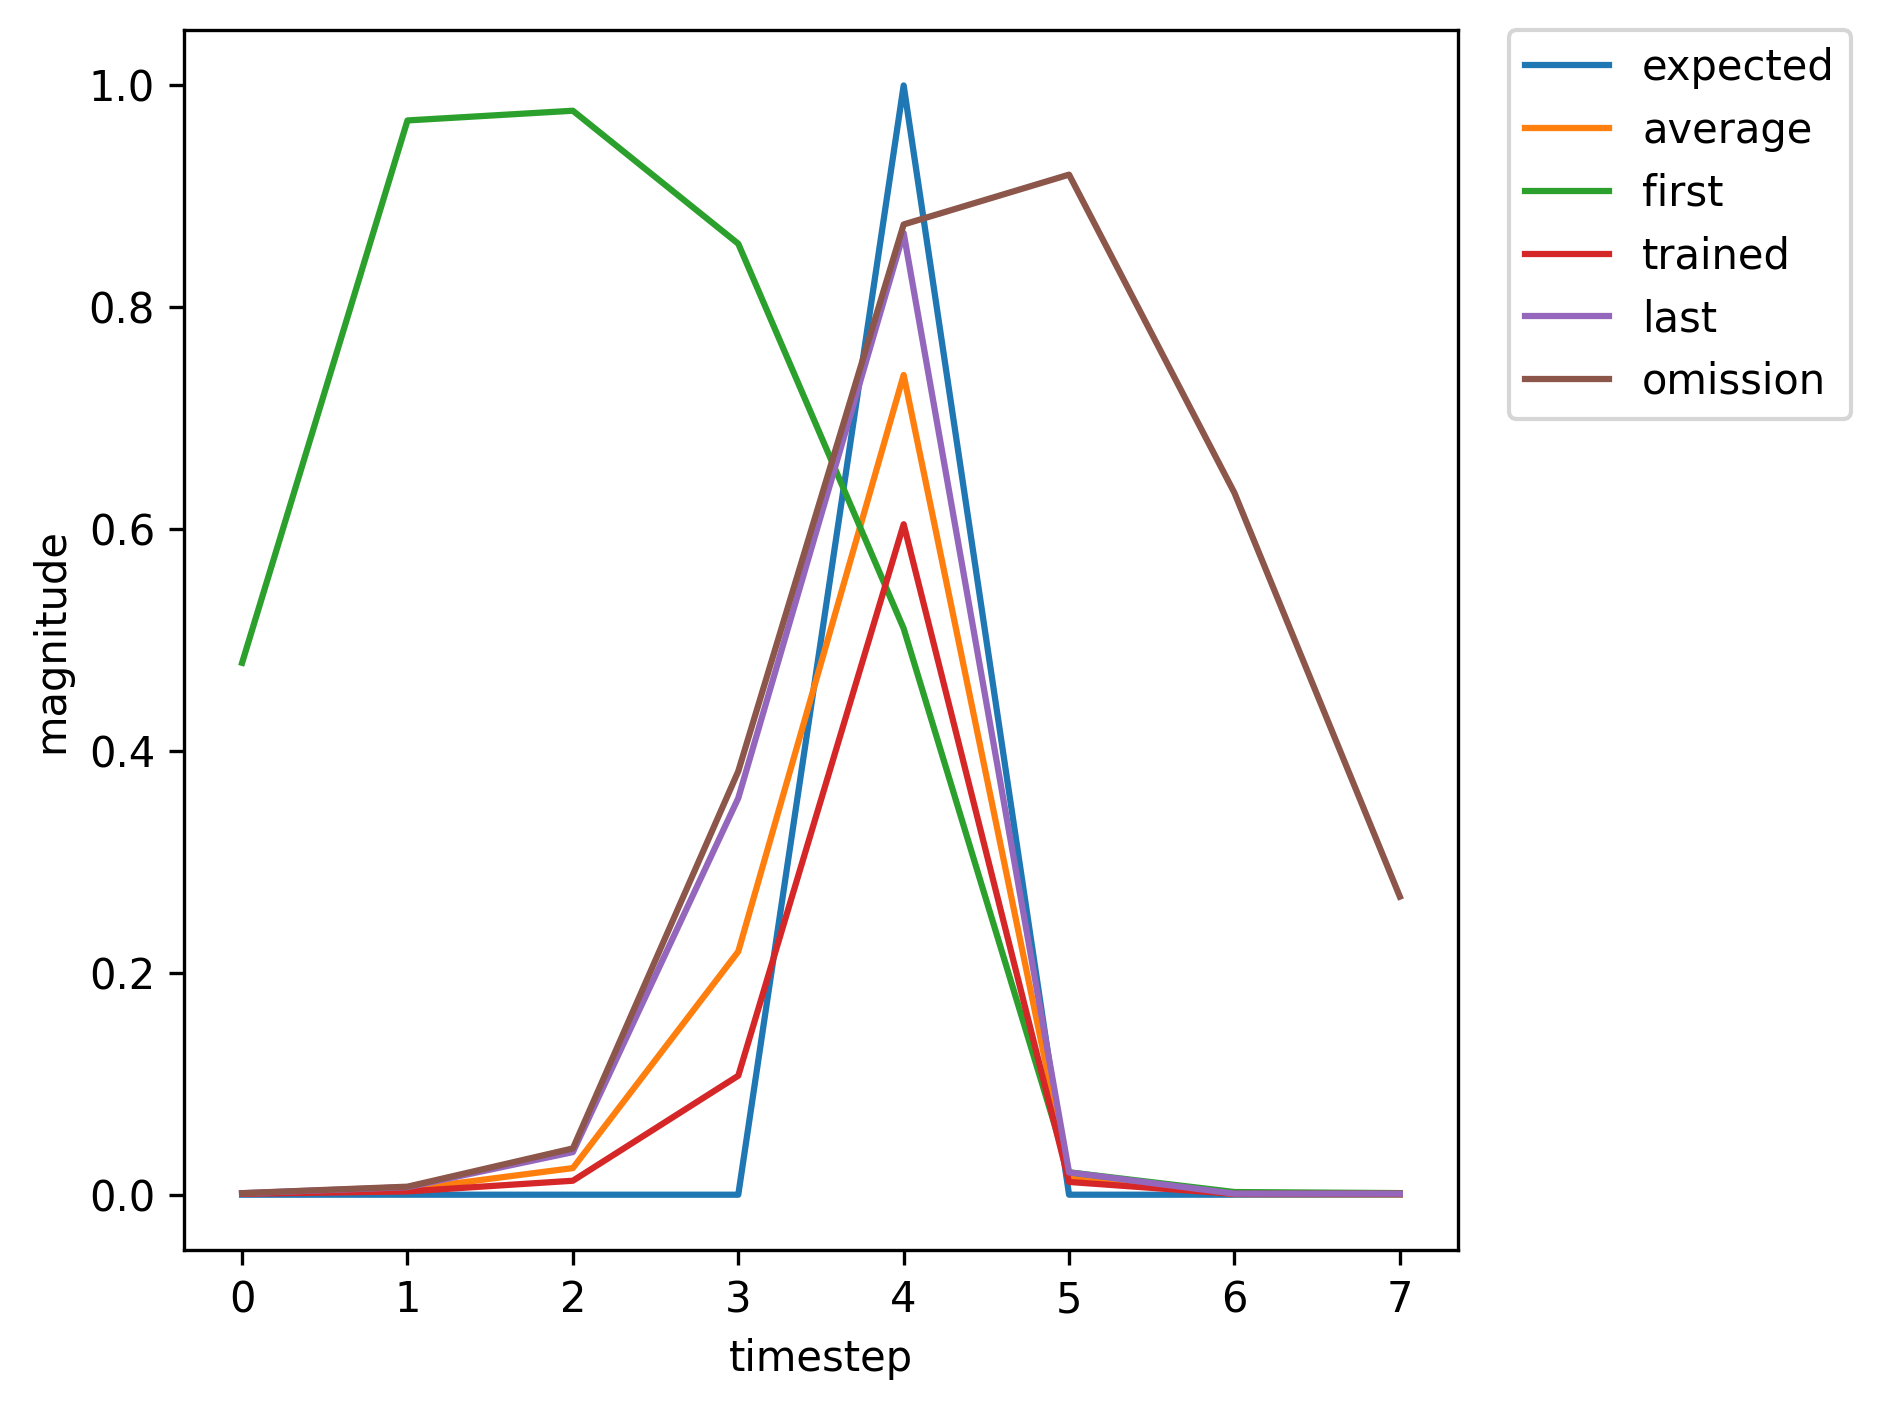 expected
average
first
trained
last
omission
1.0
0.8
0.6
0.4
0.2
0.0
magnitude
0 1 2 3 4 5 6 7
timestep